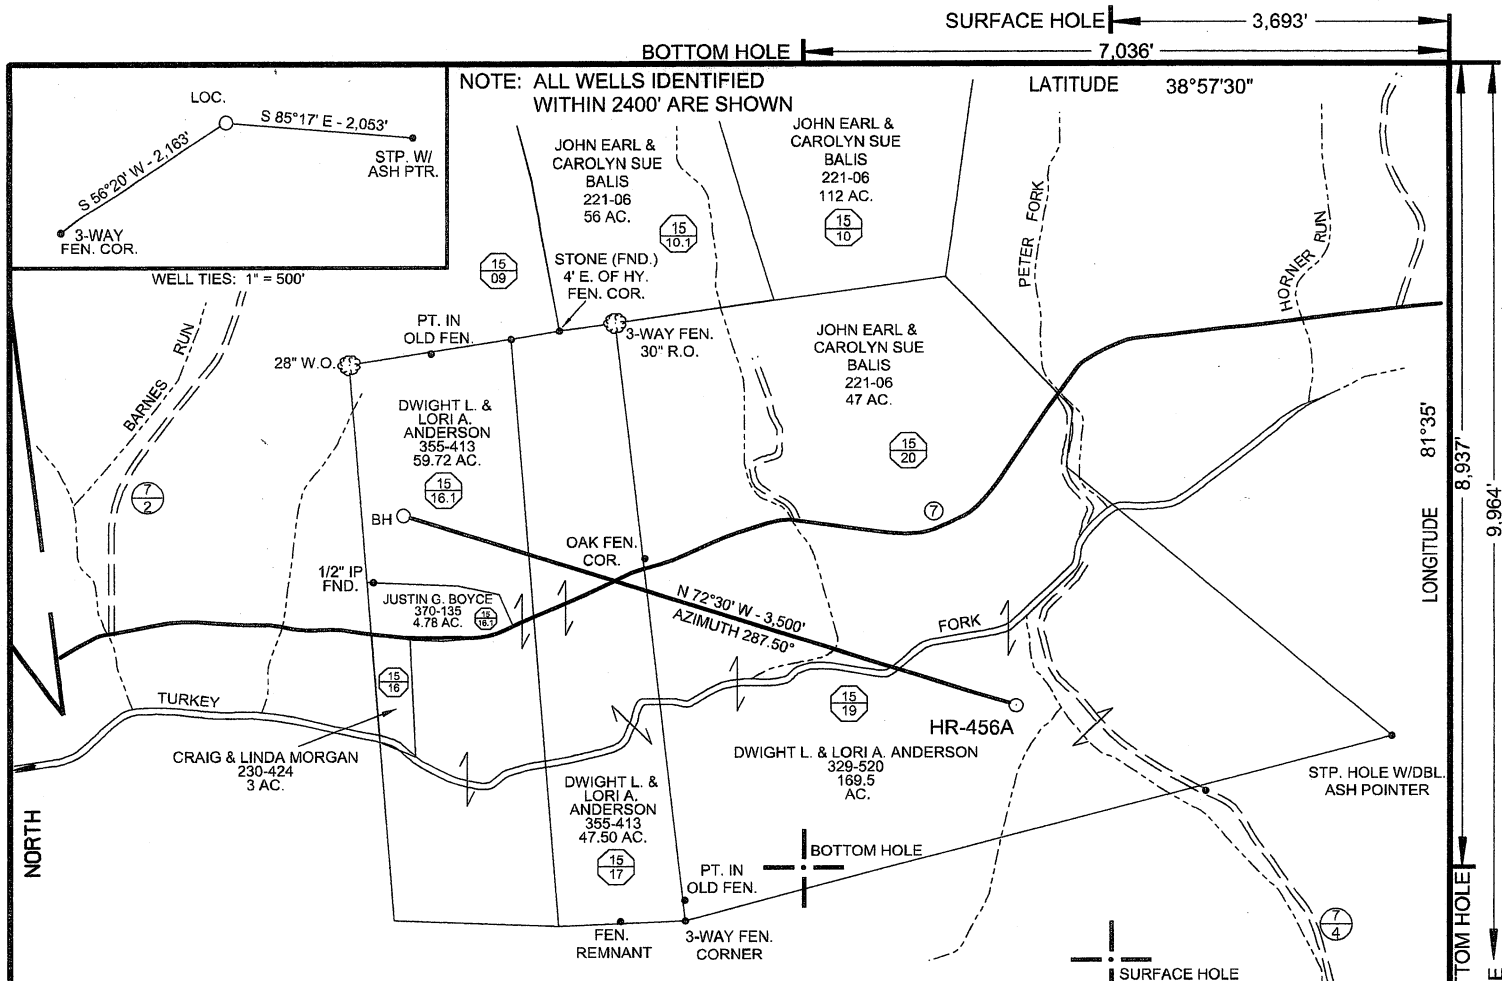 SURFACE HOLE
3,693'
BOTTOM HOLE
7,036'
LOC.
S 85°17' E - 2,053'
STP. W/
ASH PTR.
S 56°20' W - 2,163'
3-WAY
FEN. COR.
WELL TIES: 1" = 500'
NOTE: ALL WELLS IDENTIFIED
WITHIN 2400' ARE SHOWN
LATITUDE 38°57'30"
JOHN EARL &
CAROLYN SUE
BALIS
221-06
56 AC.
15
10.1
JOHN EARL &
CAROLYN SUE
BALIS
221-06
112 AC.
15
10
PETER FORK
HORNER RUN
15
09
STONE (FND.)
4' E. OF HY.
FEN. COR.
PT. IN
OLD FEN.
3-WAY FEN.
30" R.O.
28" W.O.
BARNES RUN
7
2
JOHN EARL &
CAROLYN SUE
BALIS
221-06
47 AC.
15
20
7
DWIGHT L. &
LORI A.
ANDERSON
355-413
59.72 AC.
15
16.1
BH
OAK FEN.
COR.
1/2" IP
FND.
JUSTIN G. BOYCE
370-135
4.78 AC.
15
16.1
N 72°30' W - 3,500'
AZIMUTH 287.50°
FORK
15
16
TURKEY
15
19
HR-456A
CRAIG & LINDA MORGAN
230-424
3 AC.
DWIGHT L. & LORI A. ANDERSON
329-520
169.5
AC.
DWIGHT L. &
LORI A.
ANDERSON
355-413
47.50 AC.
15
17
STP. HOLE W/DBL.
ASH POINTER
NORTH
BOTTOM HOLE
PT. IN
OLD FEN.
FEN.
REMNANT
3-WAY FEN.
CORNER
7
4
SURFACE HOLE
LONGITUDE 81°35'
8,937'
9,964'
TOM HOLE
E